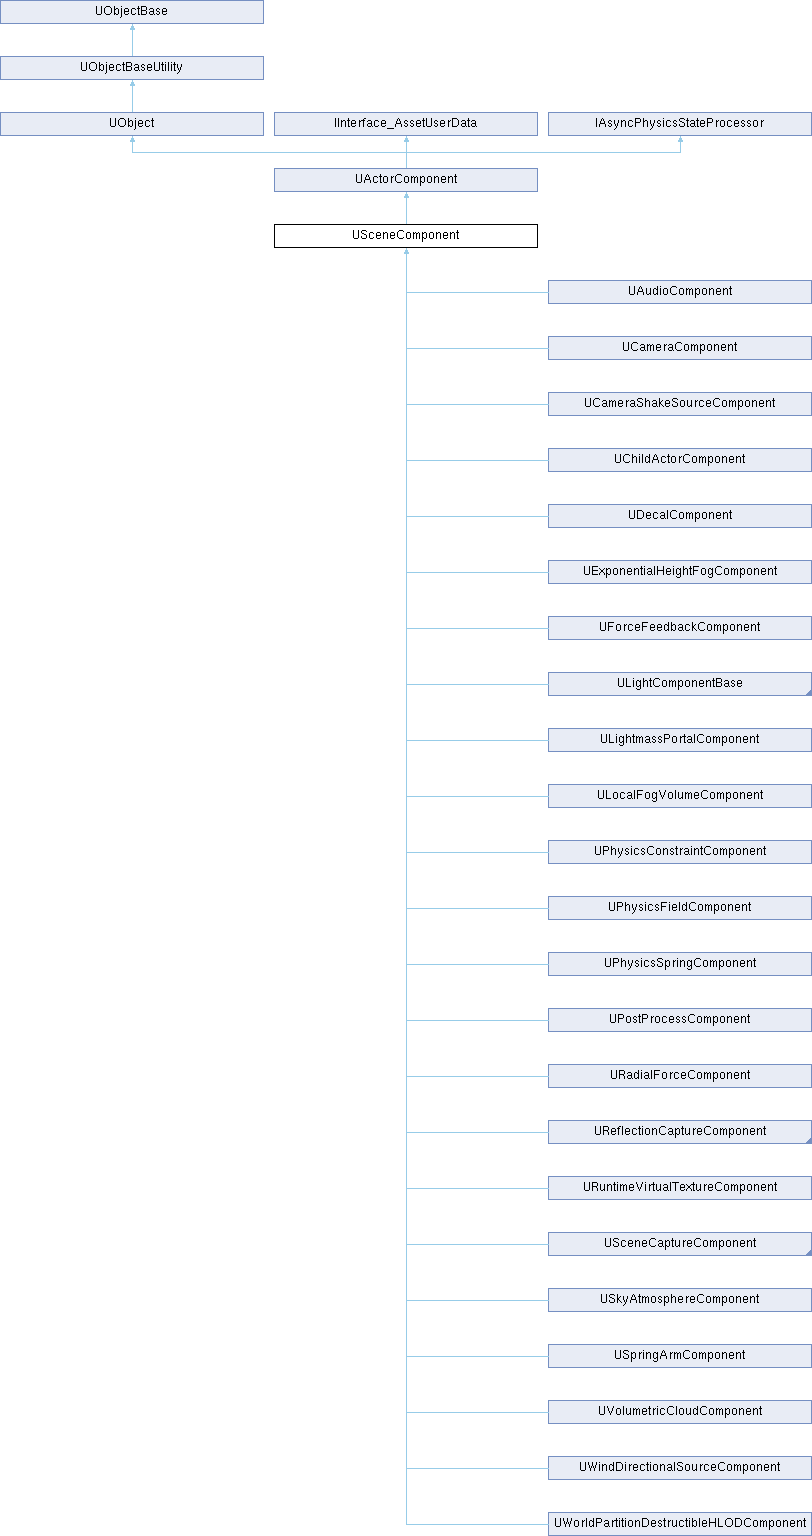 UObjectBase
UObjectBaseUtility
UObject
IInterface_AssetUserData
IAsyncPhysicsStateProcessor
UActorComponent
USceneComponent
UAudioComponent
UCameraComponent
UCameraShakeSourceComponent
UChildActorComponent
UDecalComponent
UExponentialHeightFogComponent
UForceFeedbackComponent
ULightComponentBase
ULightmassPortalComponent
ULocalFogVolumeComponent
UPhysicsConstraintComponent
UPhysicsFieldComponent
UPhysicsSpringComponent
UPostProcessComponent
URadialForceComponent
UReflectionCaptureComponent
URuntimeVirtualTextureComponent
USceneCaptureComponent
USkyAtmosphereComponent
USpringArmComponent
UVolumetricCloudComponent
UWindDirectionalSourceComponent
UWorldPartitionDestructibleHLODComponent